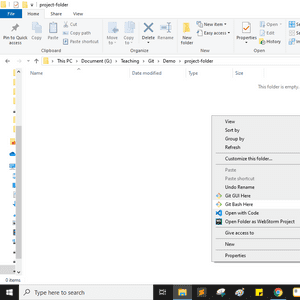 project-folder
File Home Share View
Pin to Quick access
Copy
Paste
Cut
Copy path
Paste shortcut
Move to
Copy to
Delete
Rename
New folder
New item
Easy access
Properties
Open
Edit
History
Clipboard
Organize
New
Open
This PC > Document (G:) > Teaching > Git > Demo > project-folder
Name Date modified Type Size
This folder is empty.
View
Sort by
Group by
Refresh
Customize this folder...
Paste
Paste shortcut
Undo Rename
Git GUI Here
Git Bash Here
Open with Code
Open Folder as WebStorm Project
Give access to
New
Properties
0 items
Type here to search